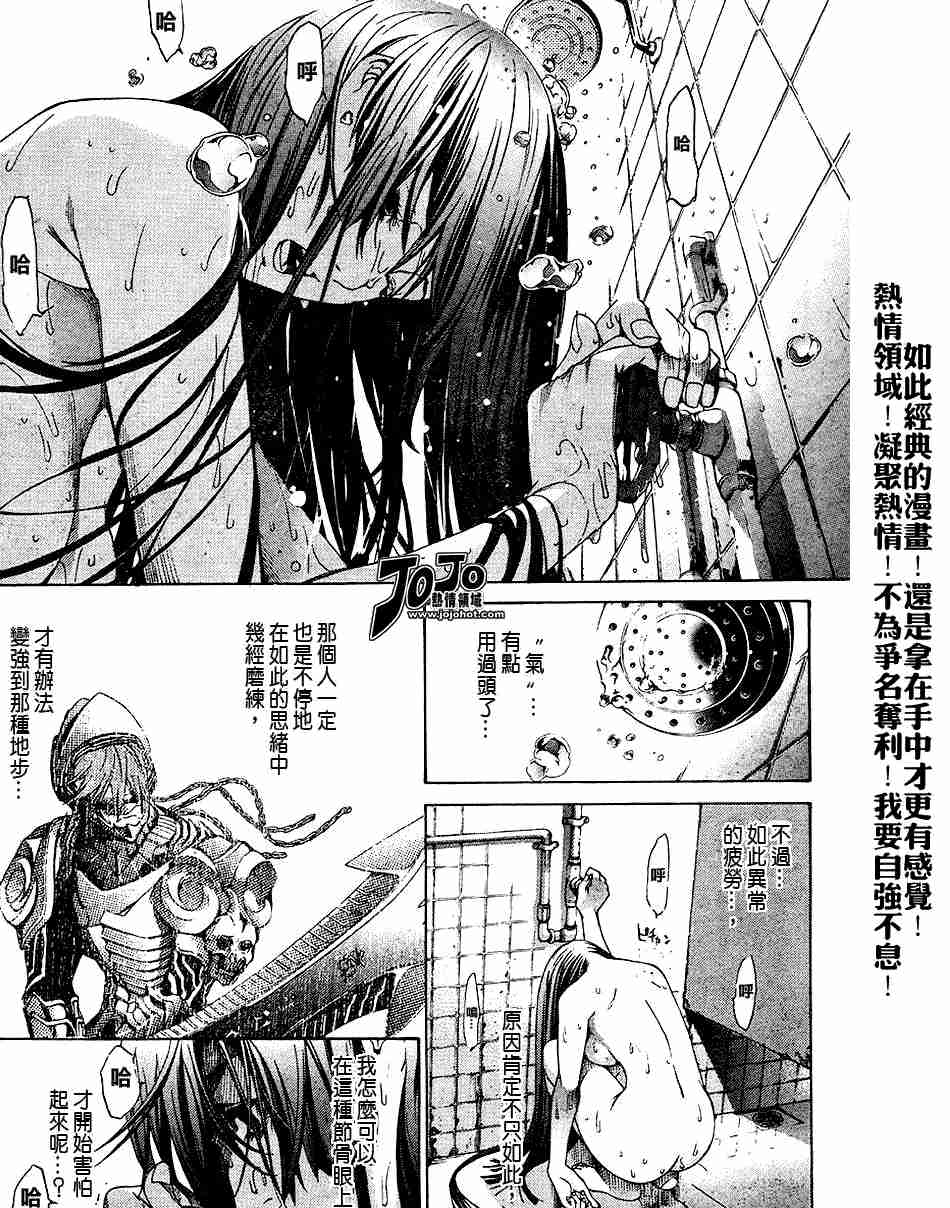 哈
呼
哈
哈
如此經典的漫畫！還是拿在手中才更有感覺！
熱情領域！凝聚熱情！不為爭名奪利！我要自強不息！
JOJO
熱情領域
www.jojohot.com
“氣”
有點
用過頭了…
不過…
如此異常
的疲勞…，
呼
ピチャン
呼
嗚…
原因肯定不只如此，
那個人一定
也是不停地
在如此的思緒中
幾經磨練，
才有辦法
變強到那種地步…
我怎麼可以
在這種節骨眼上
哈
才開始害怕
起來呢…？
哈